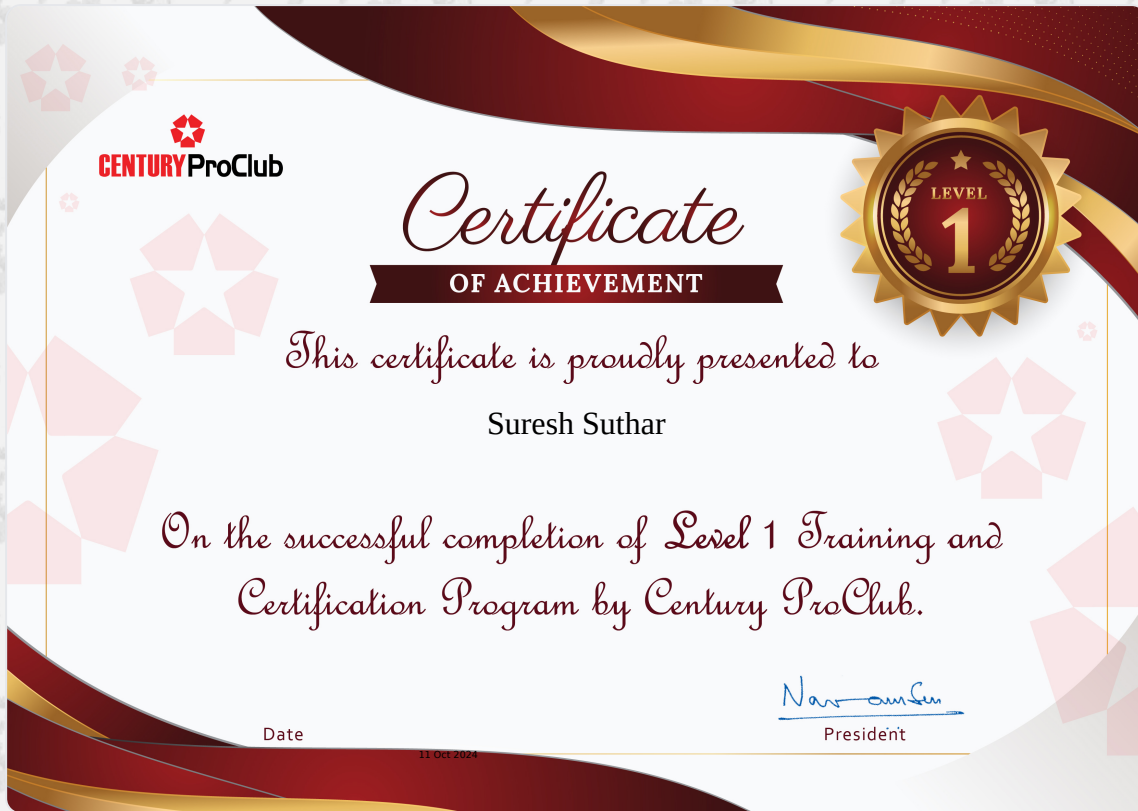 CENTURY ProClub
LEVEL
1
Certificate
OF ACHIEVEMENT
This certificate is proudly presented to
Suresh Suthar
On the successful completion of Level 1 Training and
Certification Program by Century ProClub.
Date
President
11 Oct 2024